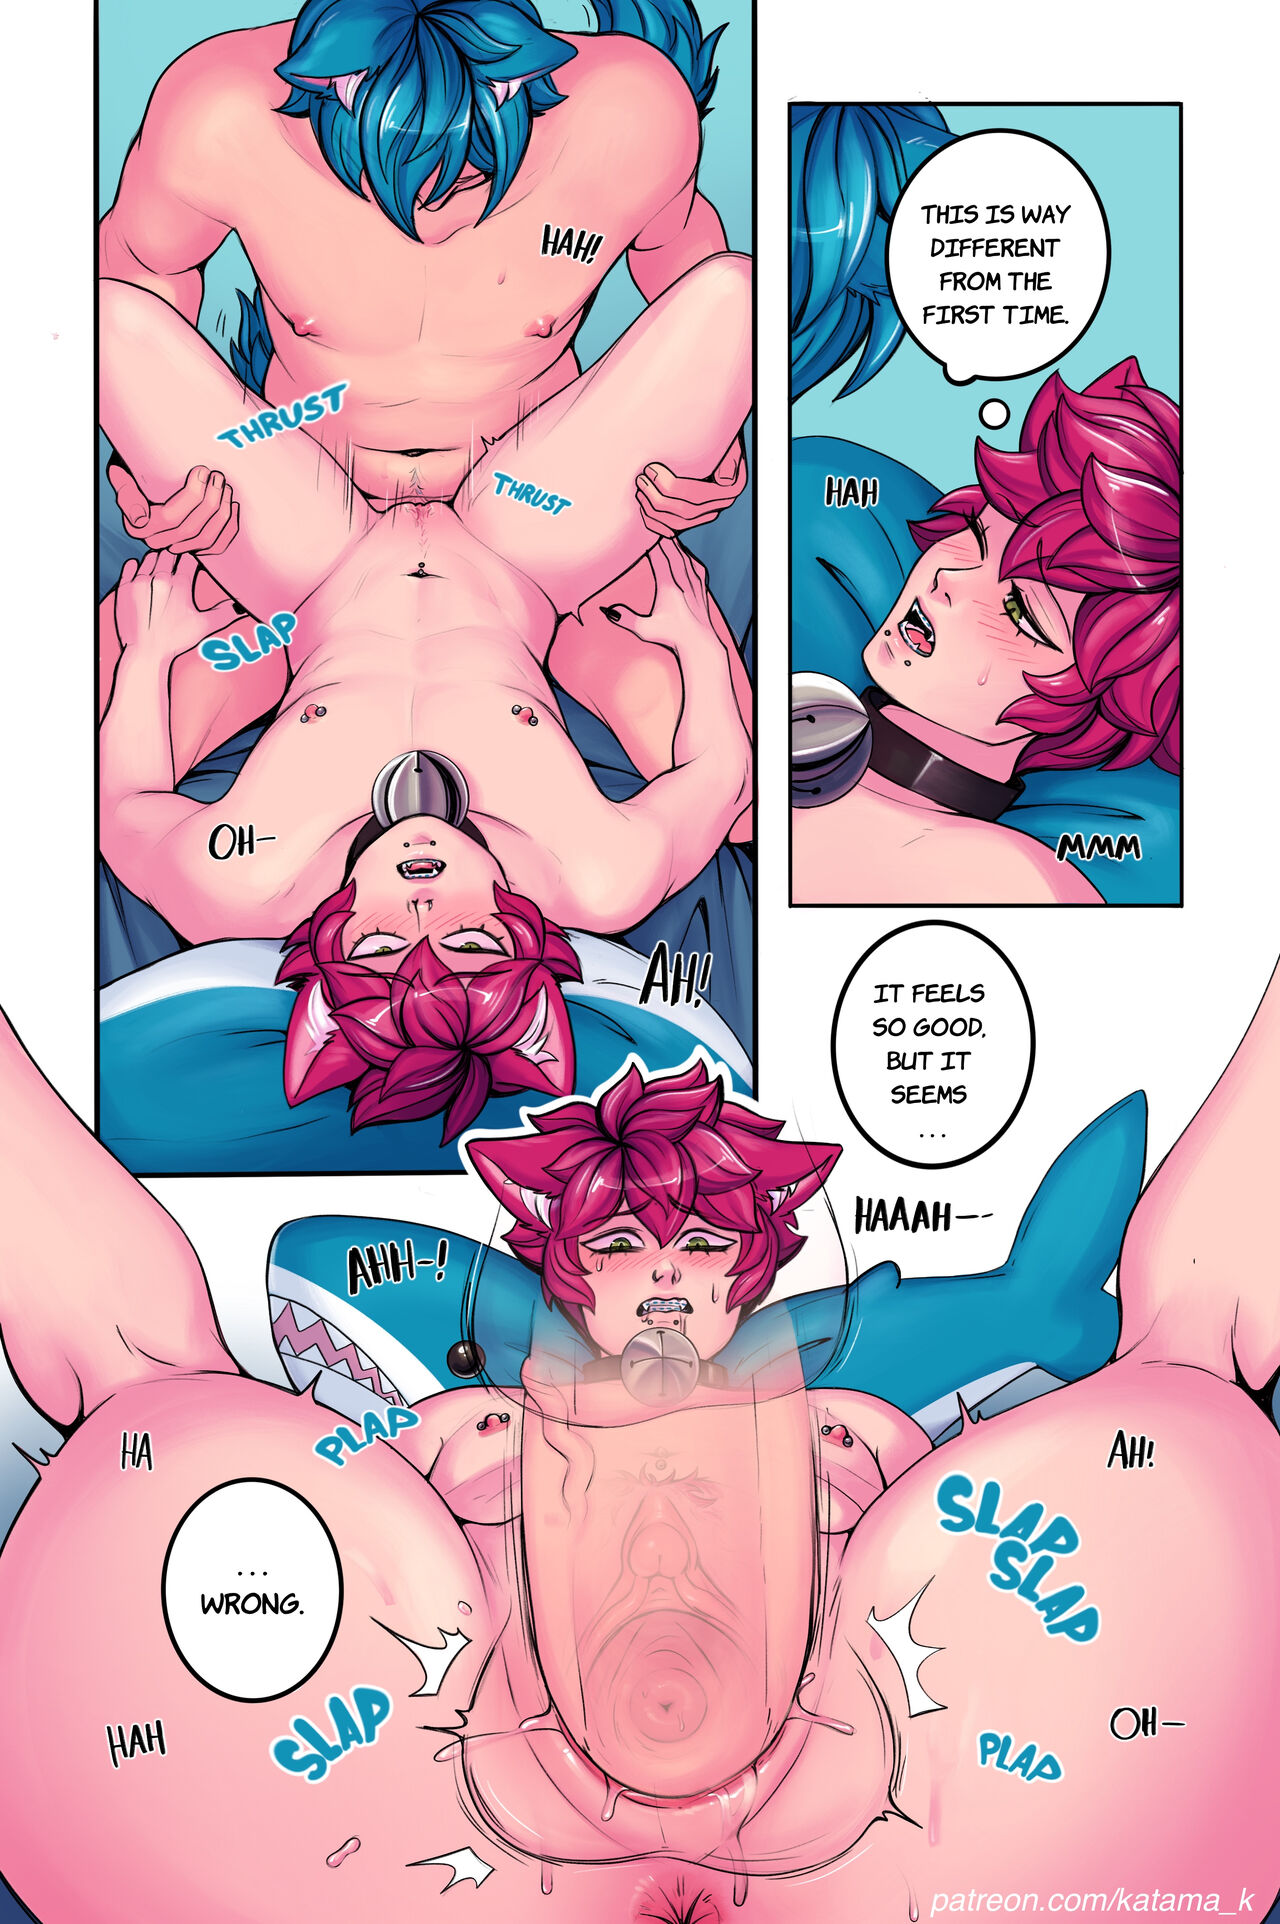 HAH!
THRUST
THRUST
SLAP
OH-
AH!
THIS IS WAY
DIFFERENT
FROM THE
FIRST TIME.
HAH
MMM
IT FEELS
SO GOOD,
BUT IT
SEEMS
...
HAAAH--
AHH-!
PLAP
HA
AH!
SLAP
SLAP
...
WRONG.
SLAP
HAH
OH-
PLAP
patreon.com/katama_k